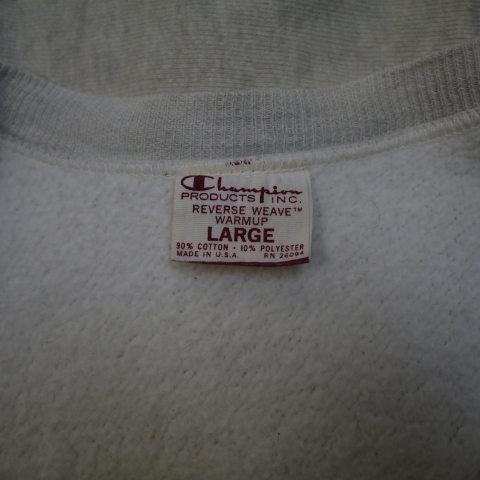 Champion
PRODUCTS INC.
REVERSE WEAVE™
WARMUP
LARGE
90% COTTON · 10% POLYESTER
MADE IN U.S.A. RN 26094